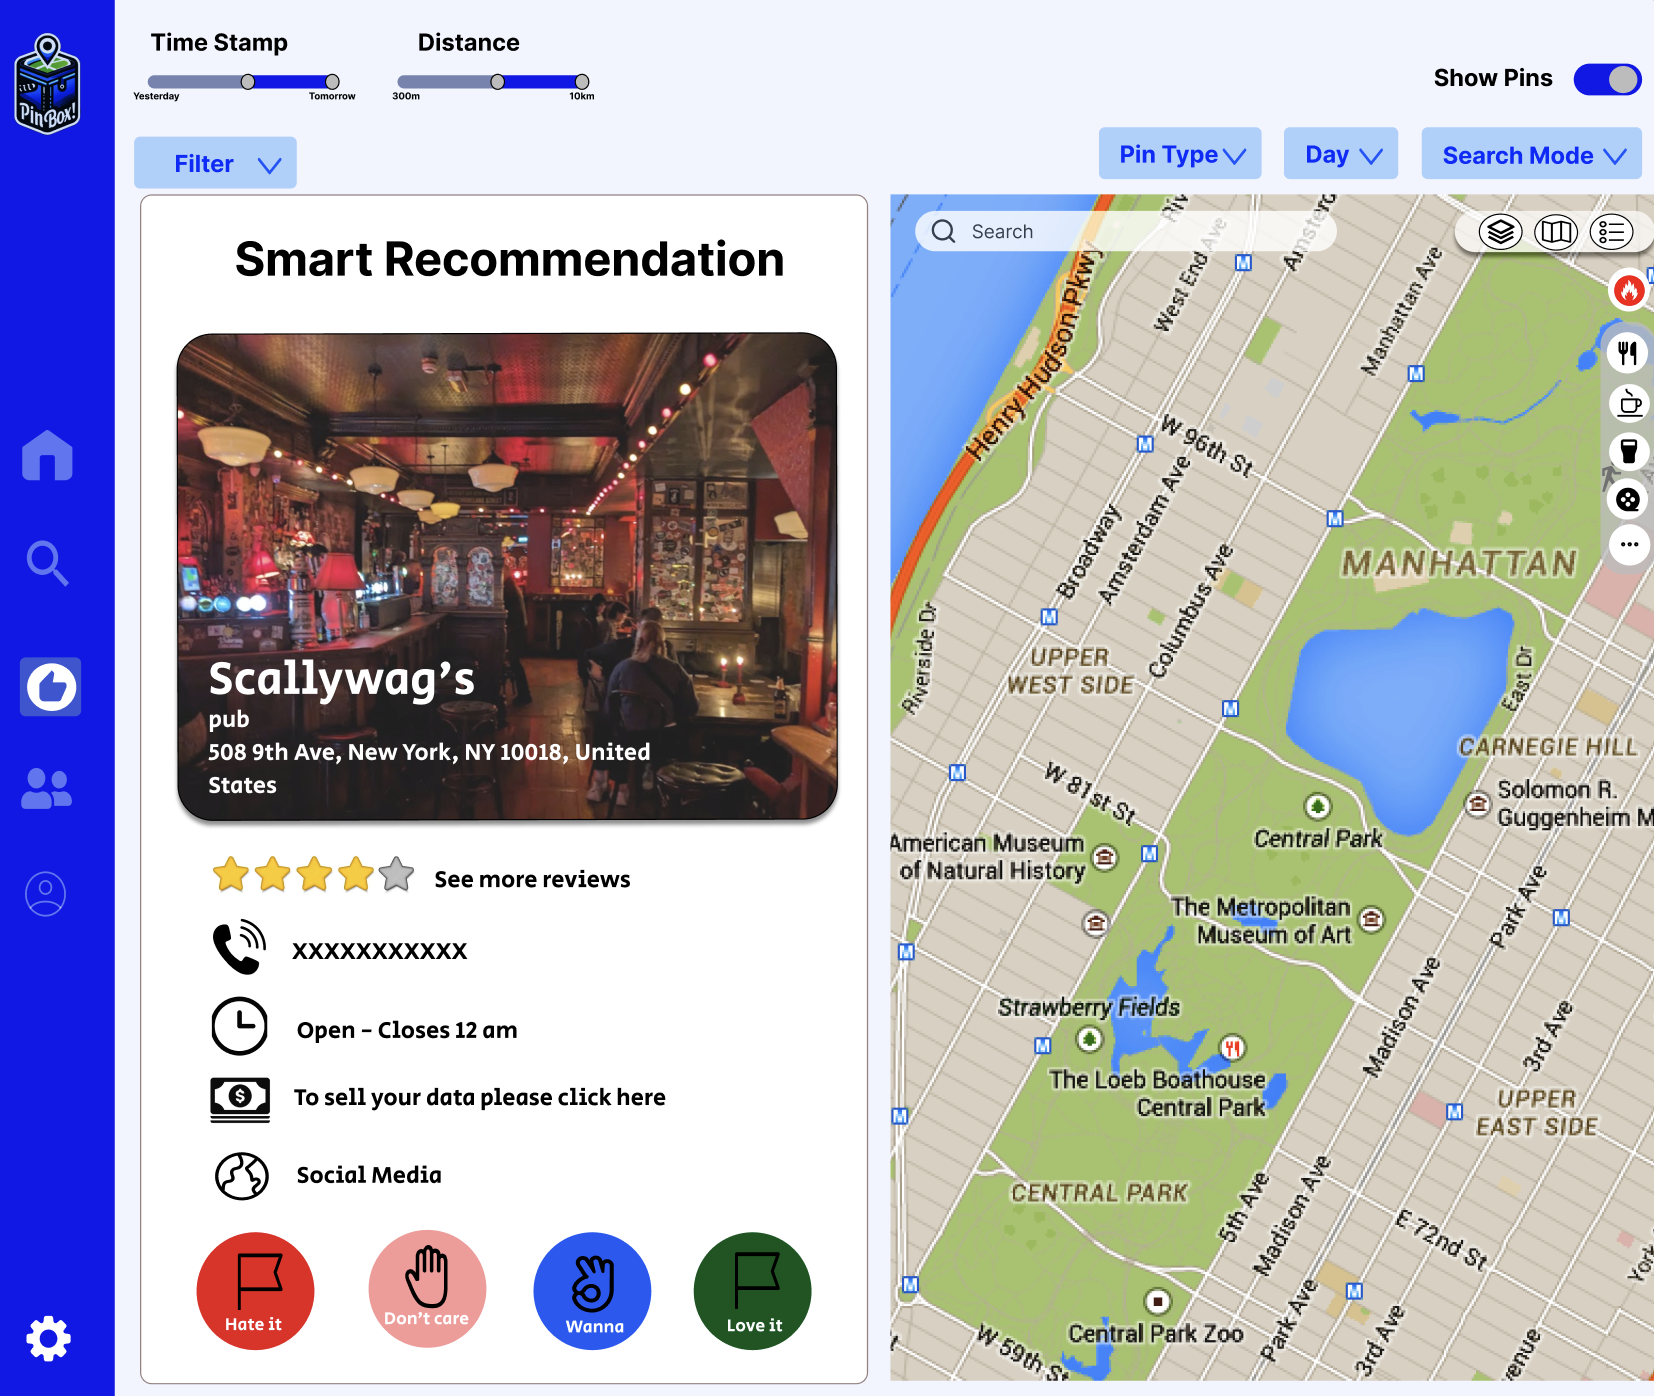 PinBox!
Time Stamp
Yesterday
Tomorrow
Distance
300m
10km
Show Pins
Filter
Pin Type
Day
Search Mode
Smart Recommendation
Scallywag's
pub
508 9th Ave, New York, NY 10018, United
States
See more reviews
xxxxxxxxxxx
Open – Closes 12 am
To sell your data please click here
Social Media
Hate it
Don't care
Wanna
Love it
Search
Riv
West End Ave
Amsterd
Henry Hudson Pkwy
Manhattan Ave
W 96th St
Broadway
Amsterdam Ave
Columbus Ave
MANHATTAN
Riverside Dr
UPPER
WEST SIDE
East Dr
CARNEGIE HILL
Solomon R.
Guggenheim M
W 81st St
Central Park
American Museum
of Natural History
The Metropolitan
Museum of Art
Park Ave
Madison Ave
Strawberry Fields
3rd Ave
The Loeb Boathouse
Central Park
UPPER
EAST SIDE
CENTRAL PARK
5th Ave
Madison Ave
E 72nd St
York
Park Ave
3rd Ave
Central Park Zoo
W 59th St
venue